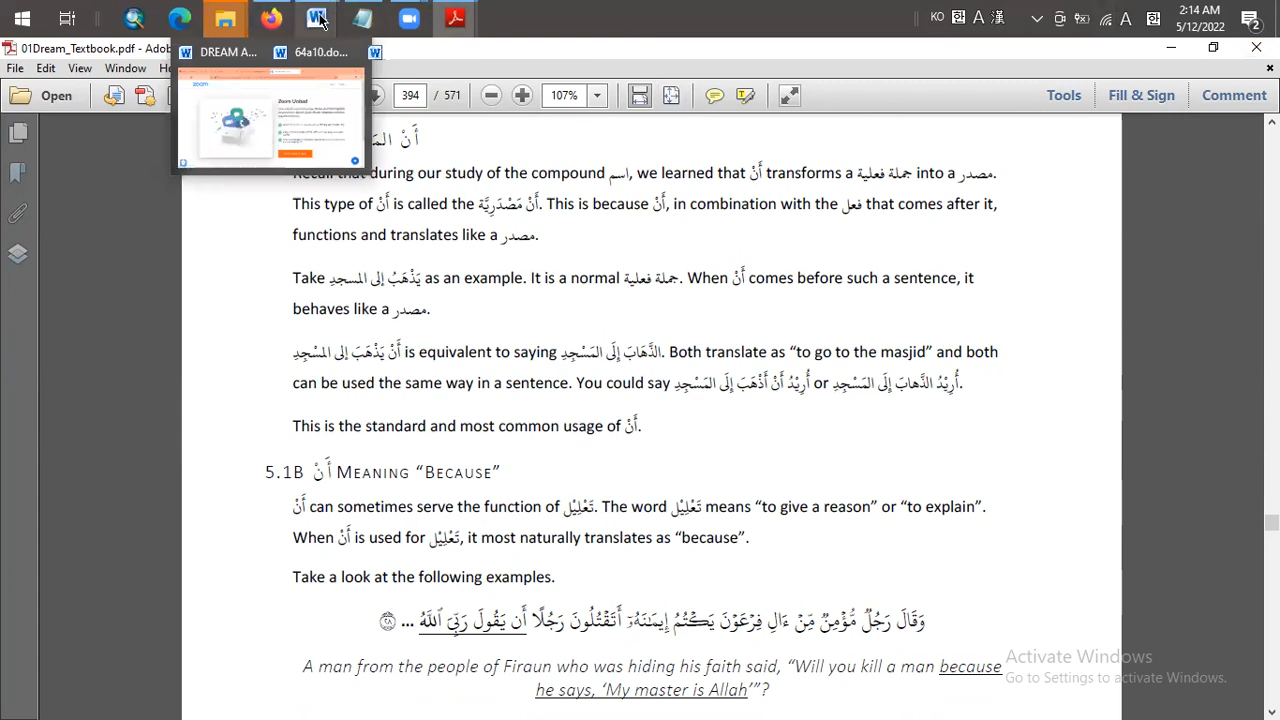 KO
5/12/2022
2:14 AM
2
01Dream_Textbook.pdf - Adob
DREAM A...
64a10.do...
File Edit View Window H
Open
394 / 571
107%
Tools Fill & Sign Comment
zoom
أَنْ
Recall that during our study of the compound اسم, we learned that أَنْ transforms a جملة فعلية into a مصدر.
This type of أَنْ is called the أَنْ مَصْدَرِيَّة. This is because أَنْ, in combination with the فعل that comes after it,
functions and translates like a مصدر.
Take يَذْهَبُ إلى المسجدِ as an example. It is a normal جملة فعلية. When أَنْ comes before such a sentence, it
behaves like a مصدر.
أَنْ يَذْهَبَ إلى المسْجِدِ is equivalent to saying الذَّهَابَ إِلَى المَسْجِدِ. Both translate as “to go to the masjid” and both
can be used the same way in a sentence. You could say أُرِيْدُ أَنْ أَذْهَبَ إِلَى المَسْجِدِ or أُرِيْدُ الذَّهابَ إِلَى المَسْجِدِ.
This is the standard and most common usage of أَنْ.
5.1B أَنْ MEANING “BECAUSE”
أَنْ can sometimes serve the function of تَعْلِيْل. The word تَعْلِيْل means “to give a reason” or “to explain”.
When أَنْ is used for تَعْلِيْل, it most naturally translates as “because”.
Take a look at the following examples.
وَقَالَ رَجُلٌ مُّؤْمِنٌ مِّنْ ءَالِ فِرْعَوْنَ يَكْتُمُ إِيمَـٰنَهُۥٓ أَتَقْتُلُونَ رَجُلًا أَن يَقُولَ رَبِّىَ ٱللَّهُ ... ٢٨
A man from the people of Firaun who was hiding his faith said, “Will you kill a man because
he says, ‘My master is Allah’”?
Activate Windows
Go to Settings to activate Windows.